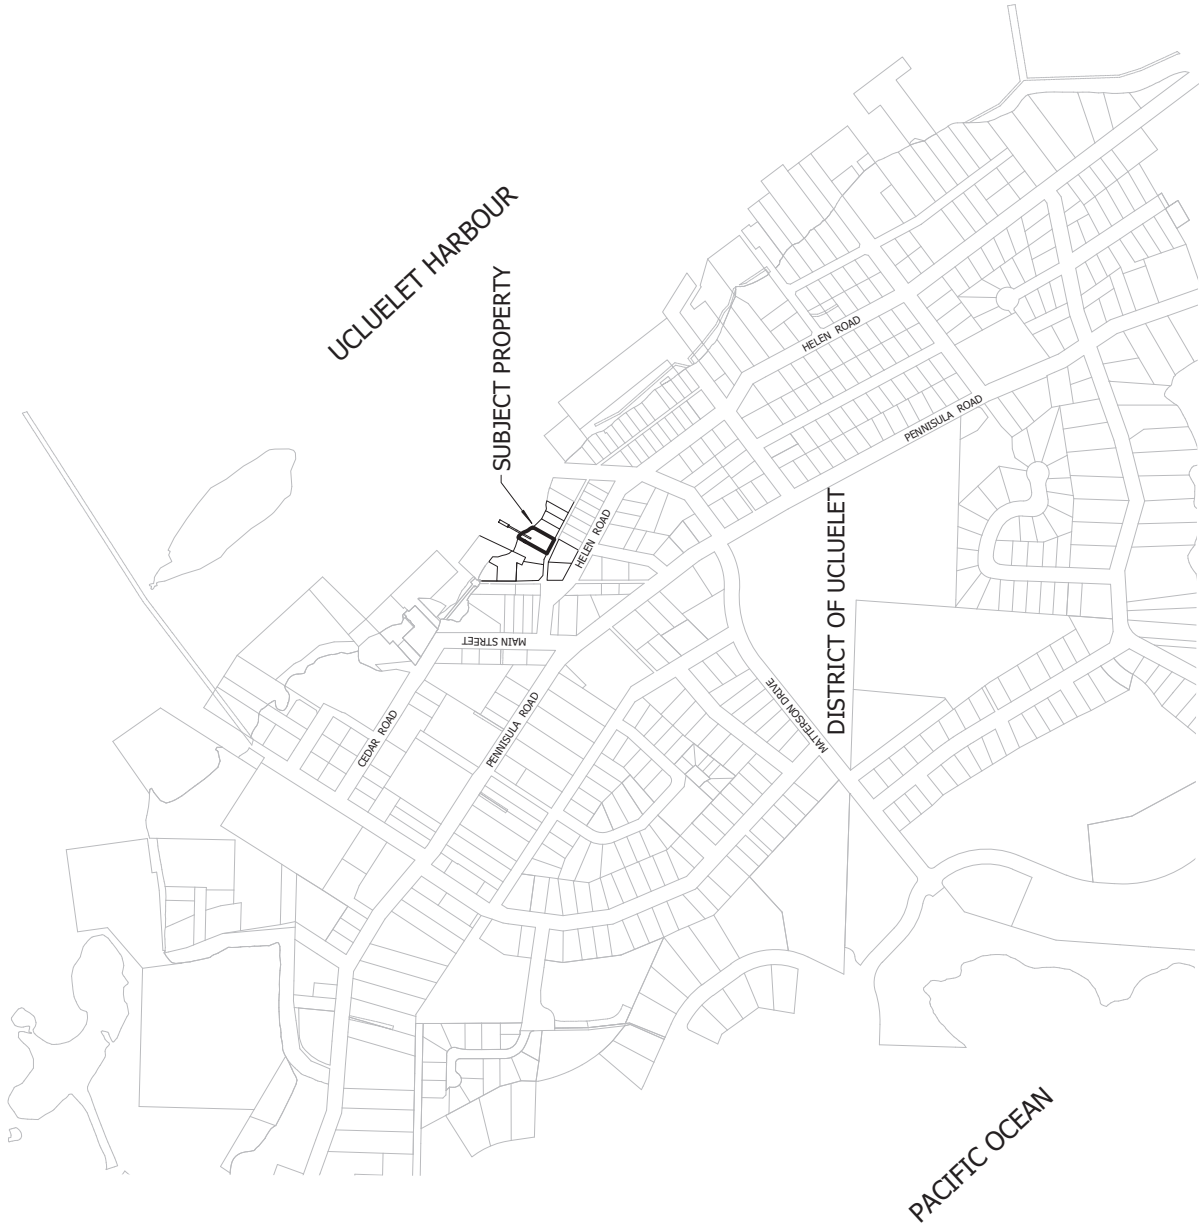 UCLUELET HARBOUR
SUBJECT PROPERTY
HELEN ROAD
PENNISULA ROAD
HELEN ROAD
DISTRICT OF UCLUELET
MAIN STREET
MATTERSON DRIVE
CEDAR ROAD
PENNISULA ROAD
PACIFIC OCEAN